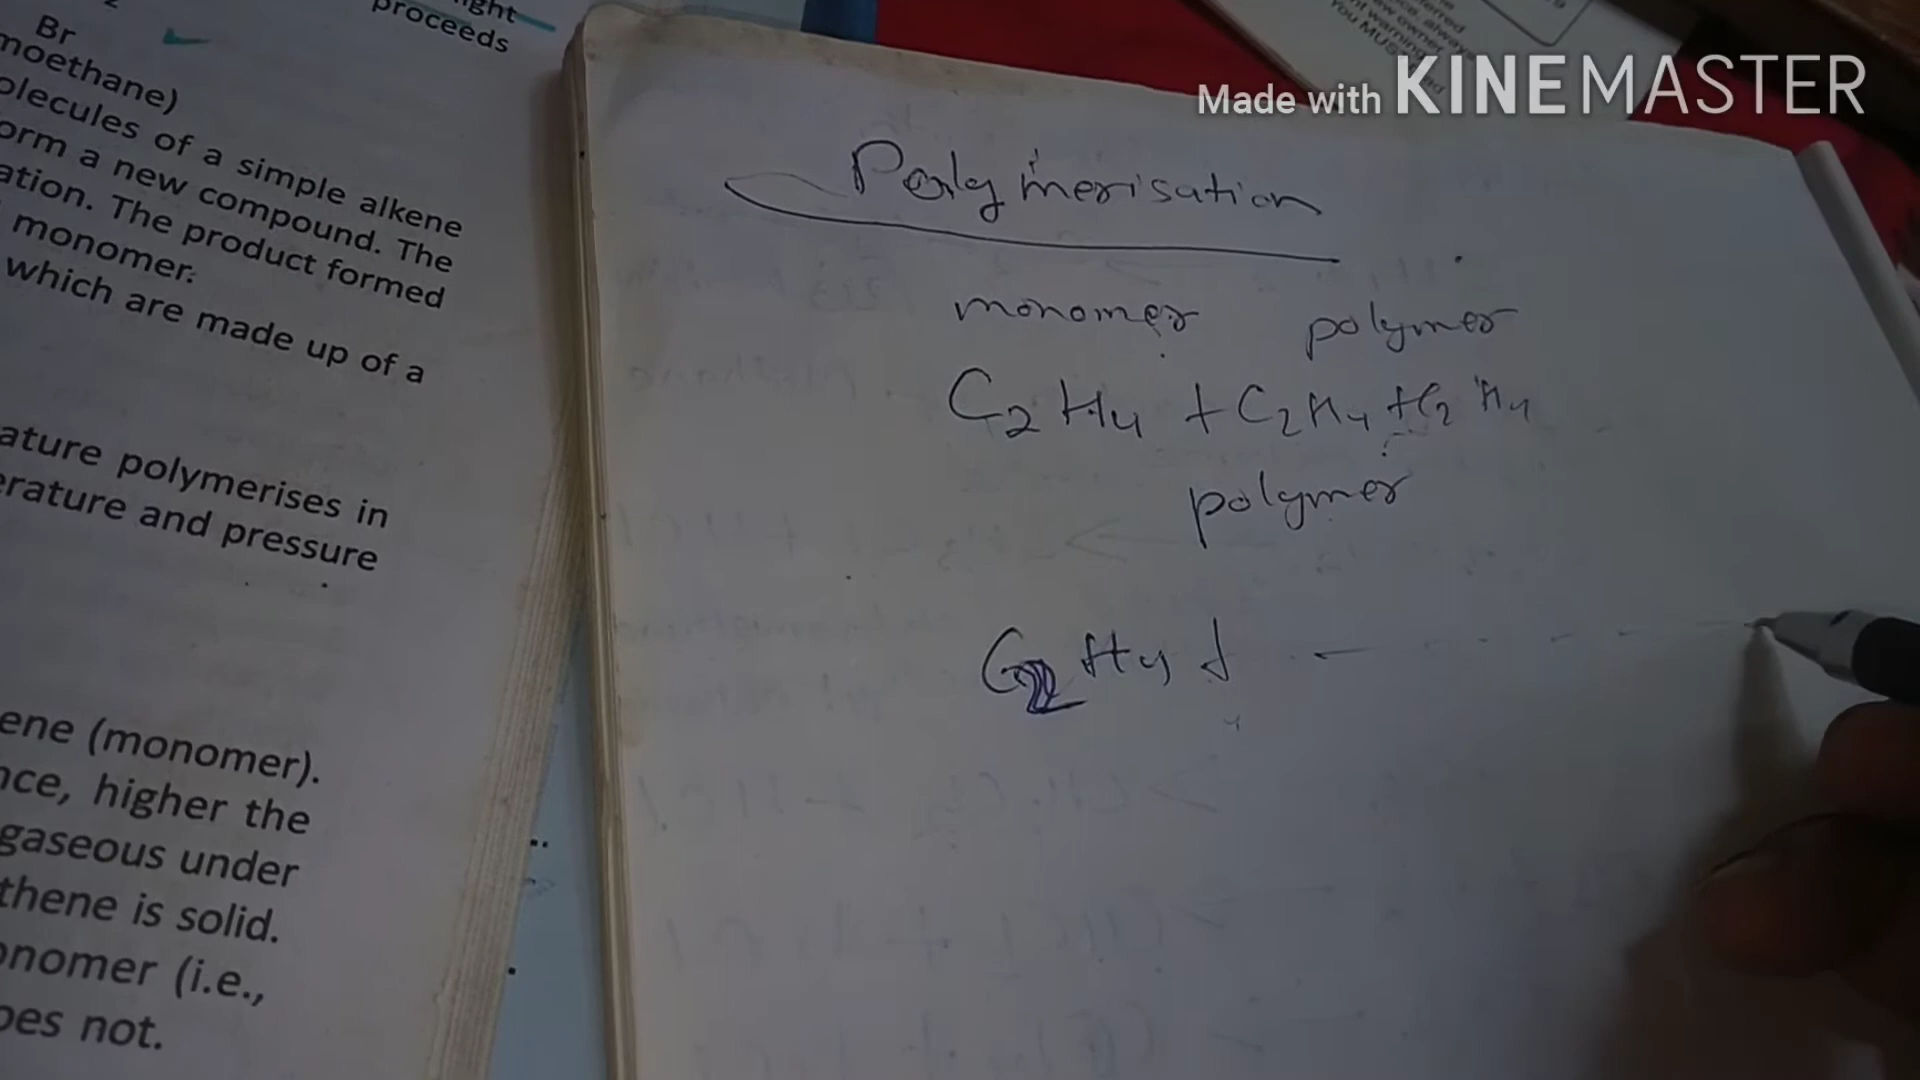 Br
moethane)
olecules of a simple alkene
orm a new compound. The
ation. The product formed
monomer.
which are made up of a
ature polymerises in
erature and pressure
ene (monomer).
nce, higher the
gaseous under
thene is solid.
onomer (i.e.,
oes not.
ght
proceeds
Made with KINEMASTER
Polymerisation
monomer polymer
C2H4 + C2H4 + C2H4
polymer
C2H4 + - - - - -